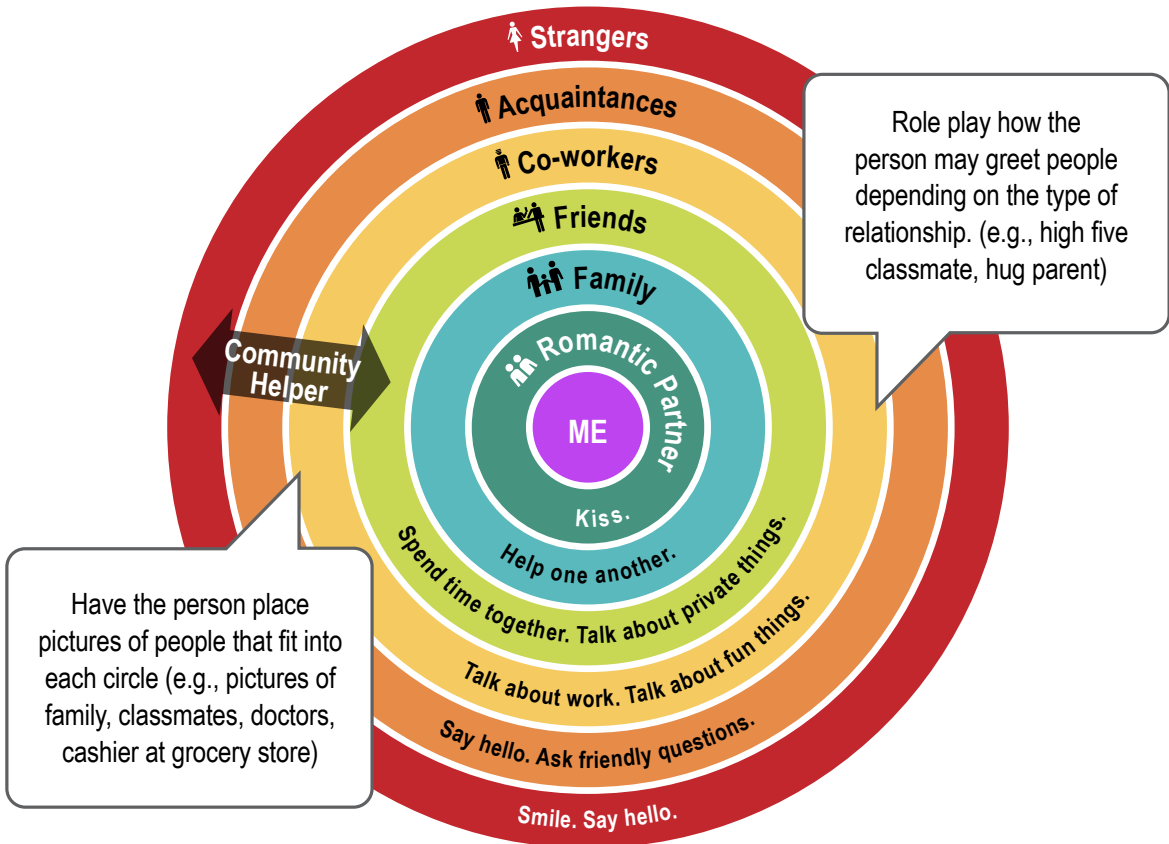 Strangers
Acquaintances
Co-workers
Friends
Family
Romantic Partner
ME
Kiss.
Help one another.
Spend time together. Talk about private things.
Talk about work. Talk about fun things.
Say hello. Ask friendly questions.
Smile. Say hello.
Community
Helper
Role play how the
person may greet people
depending on the type of
relationship. (e.g., high five
classmate, hug parent)
Have the person place
pictures of people that fit into
each circle (e.g., pictures of
family, classmates, doctors,
cashier at grocery store)